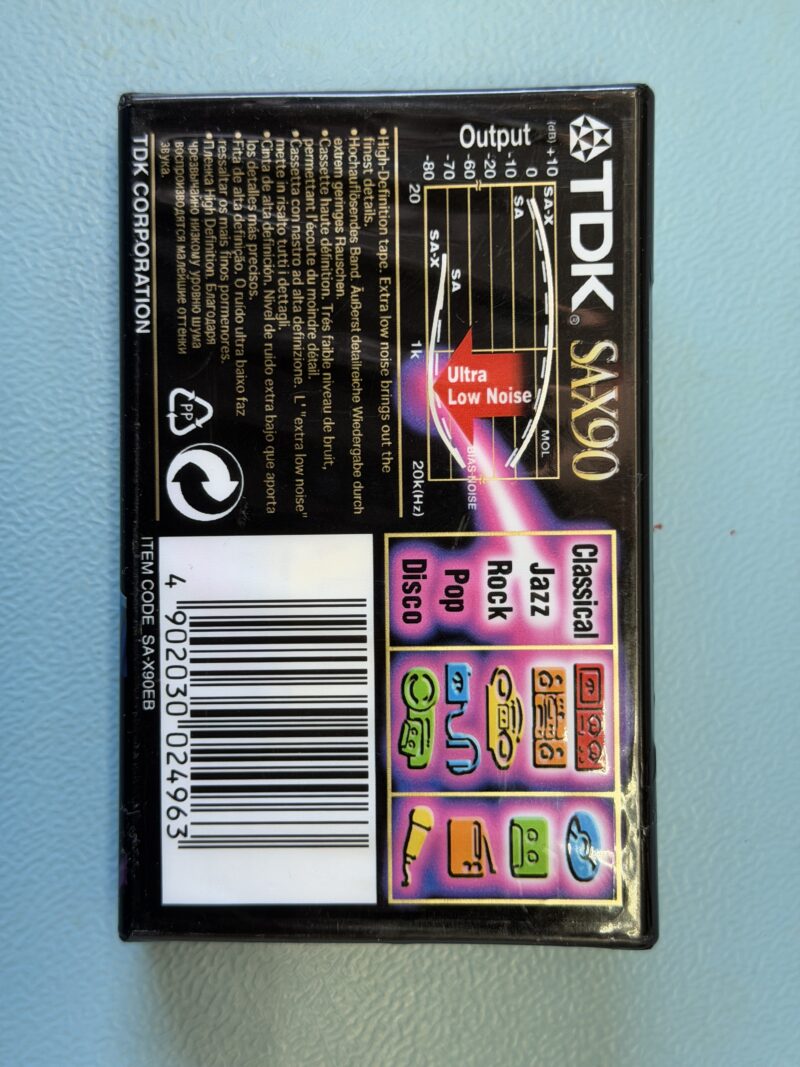 TDK® SA-X90
(dB)
+10
0
-10
-20
-60
-70
-80
Output
SA-X
SA
MOL
Ultra
Low Noise
BIAS NOISE
SA
SA-X
20
1k
20k(Hz)
•High-Definition tape. Extra low noise brings out the
finest details.
•Hochauflösendes Band. Äußerst detailreiche Wiedergabe durch
extrem geringes Rauschen.
•Cassette haute définition. Trés faible niveau de bruit,
permettant l'écoute du moindre détail.
•Cassetta con nastro ad alta definizione. L' "extra low noise"
mette in risalto tutti i dettragli.
•Cinta de alta definición. Nivel de ruido extra bajo que aporta
los detalles más precisos.
•Fita de alta definição. O ruido ultra baixo faz
ressaltar os mais finos pormenores.
•Пленка High Definition. Благодаря
чрезвычайно низкому уровню шума
воспроизводятся малейшие оттенки
звука.
PP
TDK CORPORATION
Classical
Jazz
Rock
Pop
Disco
4 902030 024963
ITEM CODE SA-X90EB